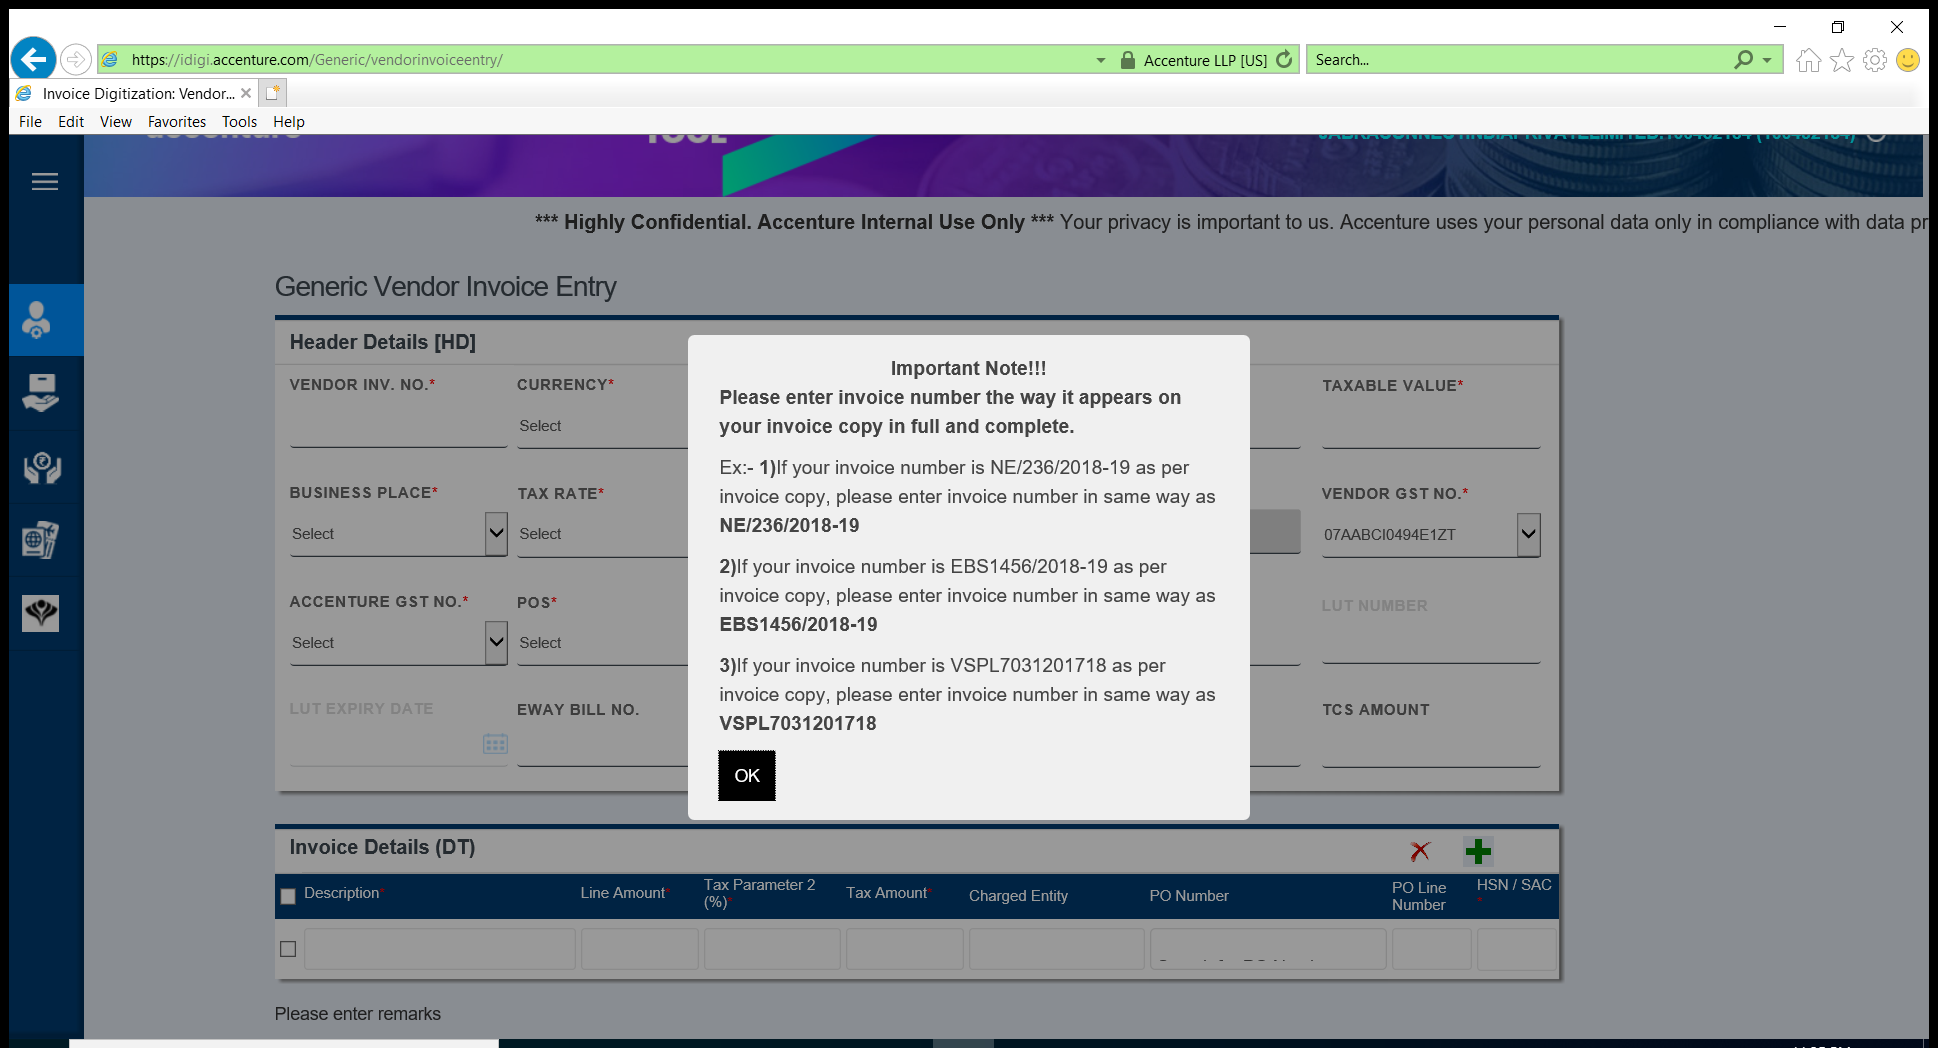 https://idigi.accenture.com/Generic/vendorinvoiceentry/
Accenture LLP [US]
Search...
Invoice Digitization: Vendor...
File Edit View Favorites Tools Help
accenture
TOOL
*** Highly Confidential. Accenture Internal Use Only *** Your privacy is important to us. Accenture uses your personal data only in compliance with data pr
Generic Vendor Invoice Entry
Header Details [HD]
VENDOR INV. NO.* CURRENCY* TAXABLE VALUE*
Select
BUSINESS PLACE* TAX RATE* VENDOR GST NO.*
Select Select 07AABCI0494E1ZT
ACCENTURE GST NO.* POS* LUT NUMBER
Select Select
LUT EXPIRY DATE EWAY BILL NO. TCS AMOUNT
Important Note!!!
Please enter invoice number the way it appears on
your invoice copy in full and complete.
Ex:- 1)If your invoice number is NE/236/2018-19 as per
invoice copy, please enter invoice number in same way as
NE/236/2018-19
2)If your invoice number is EBS1456/2018-19 as per
invoice copy, please enter invoice number in same way as
EBS1456/2018-19
3)If your invoice number is VSPL7031201718 as per
invoice copy, please enter invoice number in same way as
VSPL7031201718
OK
Invoice Details (DT)
Description* Line Amount* Tax Parameter 2 (%)* Tax Amount* Charged Entity PO Number PO Line Number HSN / SAC *
Please enter remarks